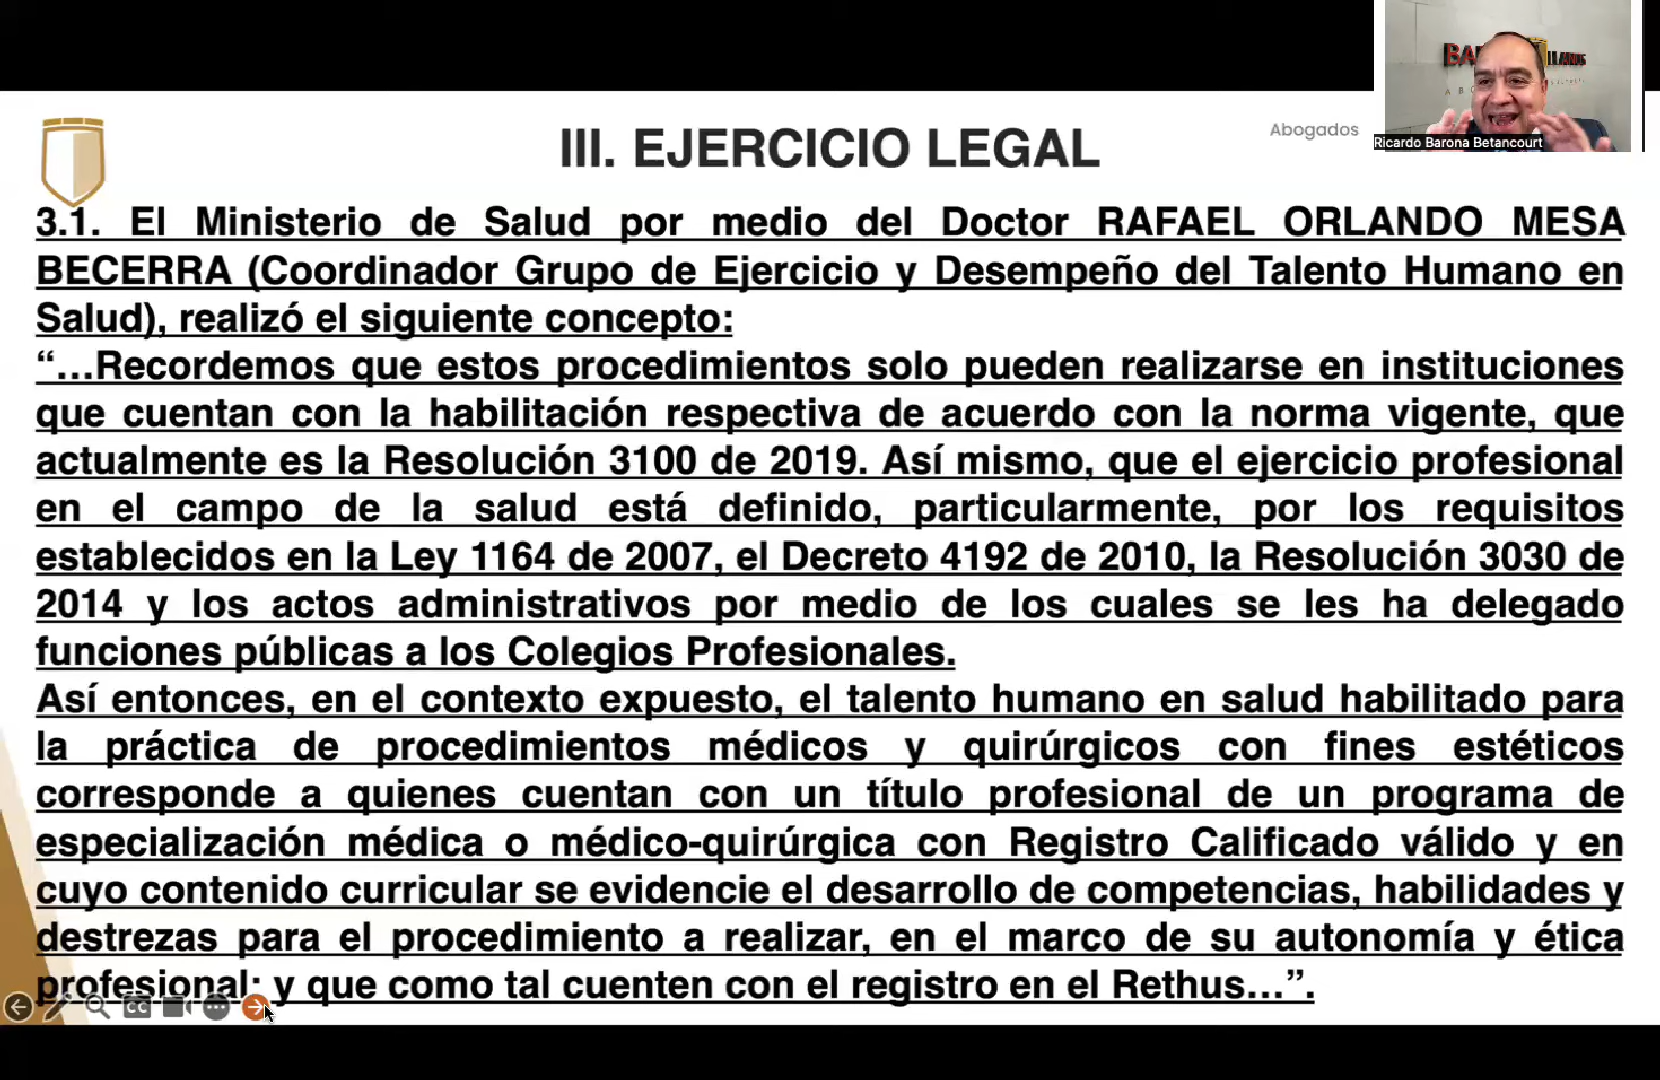 III. EJERCICIO LEGAL
Abogados
Ricardo Barona Betancourt
3.1. El Ministerio de Salud por medio del Doctor RAFAEL ORLANDO MESA
BECERRA (Coordinador Grupo de Ejercicio y Desempeño del Talento Humano en
Salud), realizó el siguiente concepto:
“...Recordemos que estos procedimientos solo pueden realizarse en instituciones
que cuentan con la habilitación respectiva de acuerdo con la norma vigente, que
actualmente es la Resolución 3100 de 2019. Así mismo, que el ejercicio profesional
en el campo de la salud está definido, particularmente, por los requisitos
establecidos en la Ley 1164 de 2007, el Decreto 4192 de 2010, la Resolución 3030 de
2014 y los actos administrativos por medio de los cuales se les ha delegado
funciones públicas a los Colegios Profesionales.
Así entonces, en el contexto expuesto, el talento humano en salud habilitado para
la práctica de procedimientos médicos y quirúrgicos con fines estéticos
corresponde a quienes cuentan con un título profesional de un programa de
especialización médica o médico-quirúrgica con Registro Calificado válido y en
cuyo contenido curricular se evidencie el desarrollo de competencias, habilidades y
destrezas para el procedimiento a realizar, en el marco de su autonomía y ética
profesional; y que como tal cuenten con el registro en el Rethus...”.
CC